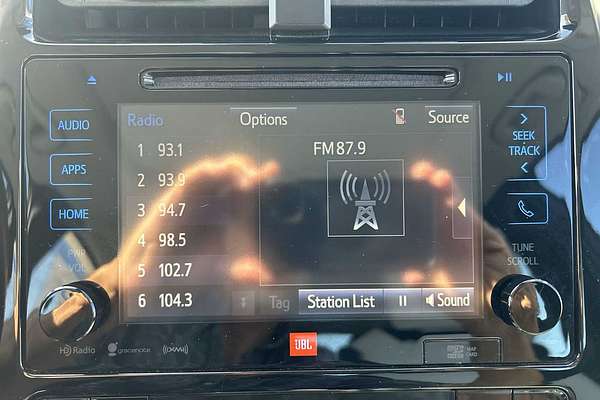 AUDIO
APPS
HOME
PWR
VOL
Radio
Options
Source
1 93.1
2 93.9
3 94.7
4 98.5
5 102.7
6 104.3
FM 87.9
Tag
Station List
Sound
SEEK
TRACK
TUNE
SCROLL
HD Radio
gracenote
((XM))
JBL
MAP
CARD